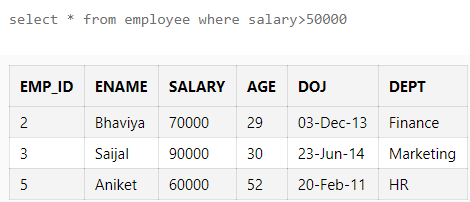 select * from employee where salary>50000
EMP_ID ENAME SALARY AGE DOJ DEPT
2 Bhaviya 70000 29 03-Dec-13 Finance
3 Saijal 90000 30 23-Jun-14 Marketing
5 Aniket 60000 52 20-Feb-11 HR